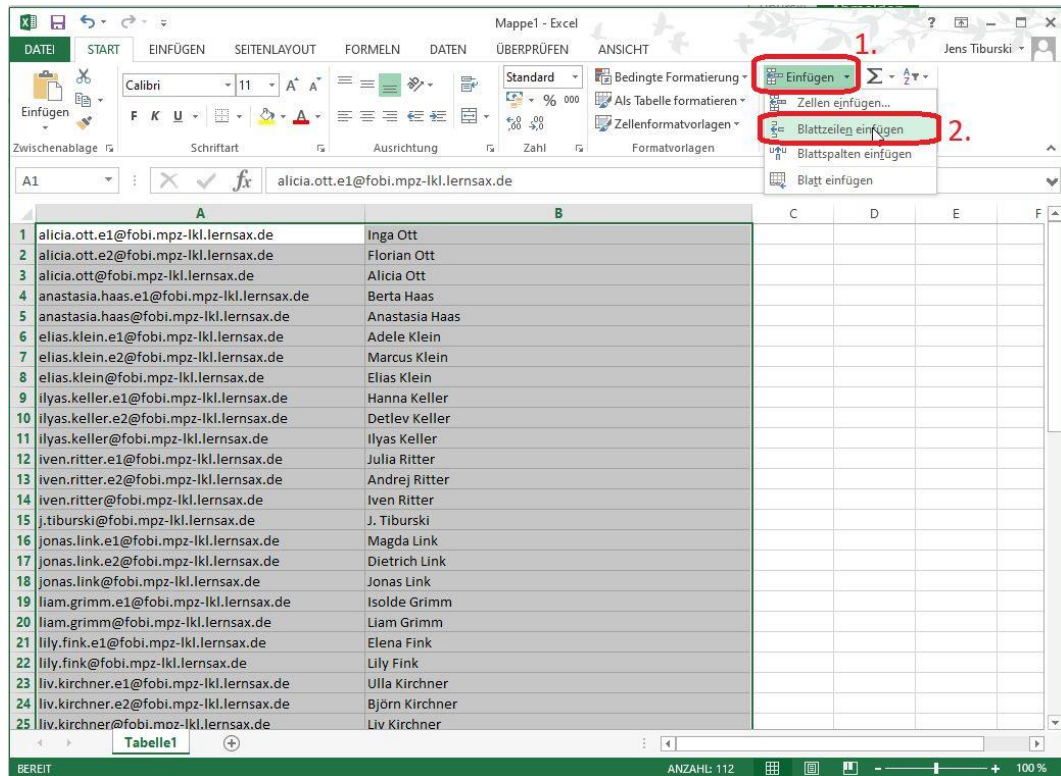 Mappe1 - Excel
DATEI START EINFÜGEN SEITENLAYOUT FORMELN DATEN ÜBERPRÜFEN ANSICHT Jens Tiburski
1.
Einfügen
Calibri 11
F K U
Standard
% 000
Bedingte Formatierung
Als Tabelle formatieren
Zellenformatvorlagen
Einfügen
Zellen einfügen...
Blattzeilen einfügen
2.
Blattspalten einfügen
Blatt einfügen
Zwischenablage Schriftart Ausrichtung Zahl Formatvorlagen
A1 fx alicia.ott.e1@fobi.mpz-lkl.lernsax.de
A B C D E F
1 alicia.ott.e1@fobi.mpz-lkl.lernsax.de Inga Ott
2 alicia.ott.e2@fobi.mpz-lkl.lernsax.de Florian Ott
3 alicia.ott@fobi.mpz-lkl.lernsax.de Alicia Ott
4 anastasia.haas.e1@fobi.mpz-lkl.lernsax.de Berta Haas
5 anastasia.haas@fobi.mpz-lkl.lernsax.de Anastasia Haas
6 elias.klein.e1@fobi.mpz-lkl.lernsax.de Adele Klein
7 elias.klein.e2@fobi.mpz-lkl.lernsax.de Marcus Klein
8 elias.klein@fobi.mpz-lkl.lernsax.de Elias Klein
9 ilyas.keller.e1@fobi.mpz-lkl.lernsax.de Hanna Keller
10 ilyas.keller.e2@fobi.mpz-lkl.lernsax.de Detlev Keller
11 ilyas.keller@fobi.mpz-lkl.lernsax.de Ilyas Keller
12 iven.ritter.e1@fobi.mpz-lkl.lernsax.de Julia Ritter
13 iven.ritter.e2@fobi.mpz-lkl.lernsax.de Andrej Ritter
14 iven.ritter@fobi.mpz-lkl.lernsax.de Iven Ritter
15 j.tiburski@fobi.mpz-lkl.lernsax.de J. Tiburski
16 jonas.link.e1@fobi.mpz-lkl.lernsax.de Magda Link
17 jonas.link.e2@fobi.mpz-lkl.lernsax.de Dietrich Link
18 jonas.link@fobi.mpz-lkl.lernsax.de Jonas Link
19 liam.grimm.e1@fobi.mpz-lkl.lernsax.de Isolde Grimm
20 liam.grimm@fobi.mpz-lkl.lernsax.de Liam Grimm
21 lily.fink.e1@fobi.mpz-lkl.lernsax.de Elena Fink
22 lily.fink@fobi.mpz-lkl.lernsax.de Lily Fink
23 liv.kirchner.e1@fobi.mpz-lkl.lernsax.de Ulla Kirchner
24 liv.kirchner.e2@fobi.mpz-lkl.lernsax.de Björn Kirchner
25 liv.kirchner@fobi.mpz-lkl.lernsax.de Liv Kirchner
Tabelle1
BEREIT ANZAHL: 112 100 %